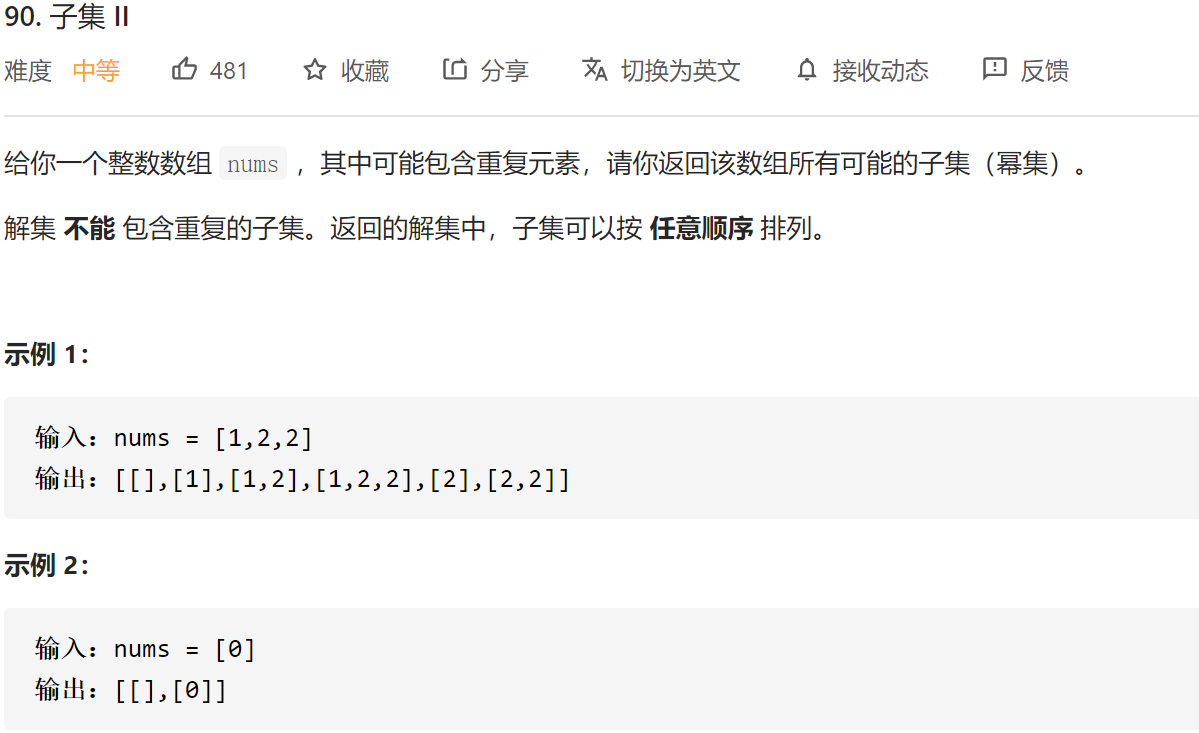 90. 子集 II
难度 中等 481 收藏 分享 切换为英文 接收动态 反馈
给你一个整数数组 nums ，其中可能包含重复元素，请你返回该数组所有可能的子集（幂集）。
解集 不能 包含重复的子集。返回的解集中，子集可以按 任意顺序 排列。
示例 1：
输入：nums = [1,2,2]
输出：[[],[1],[1,2],[1,2,2],[2],[2,2]]
示例 2：
输入：nums = [0]
输出：[[],[0]]